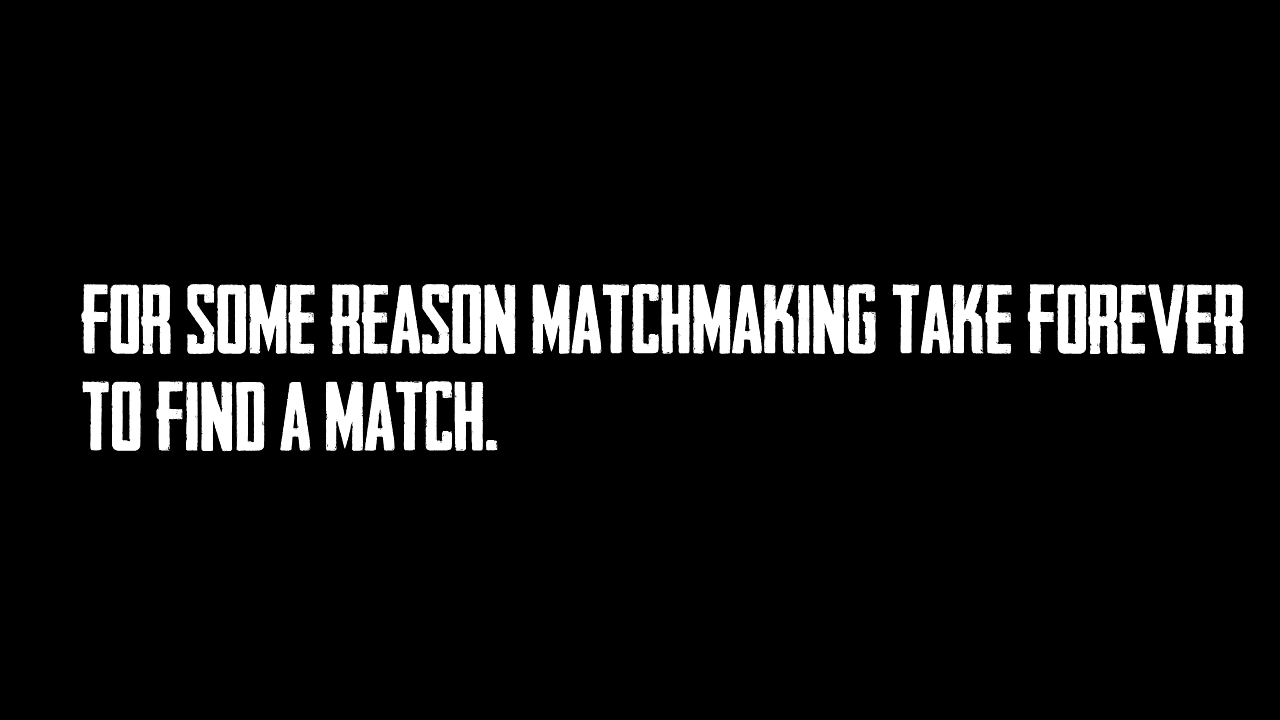 FOR SOME REASON MATCHMAKING TAKE FOREVER
TO FIND A MATCH.